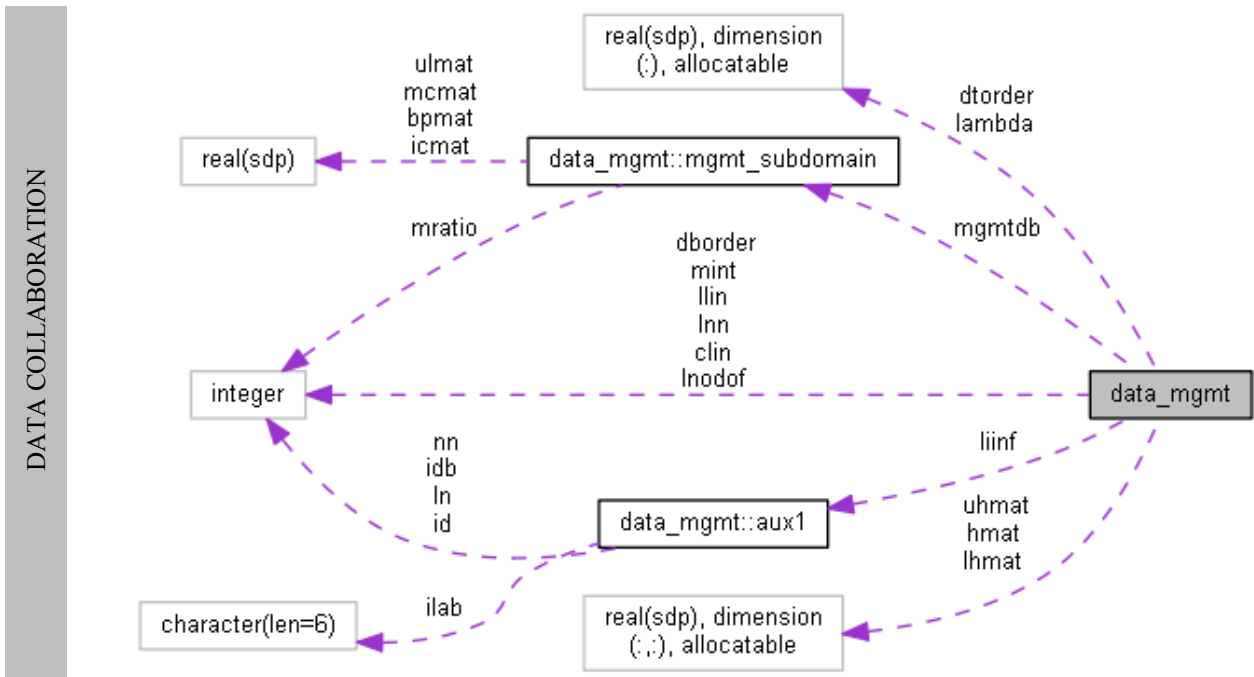 DATA COLLABORATION
real(sdp), dimension
(:), allocatable
ulmat
mcmat
bpmat
icmat
dtorder
lambda
real(sdp)
data_mgmt::mgmt_subdomain
mratio
mgmtdb
dborder
mint
llin
lnn
clin
lnodof
integer
data_mgmt
nn
idb
ln
id
liinf
data_mgmt::aux1
uhmat
hmat
lhmat
ilab
character(len=6)
real(sdp), dimension
(:,:), allocatable